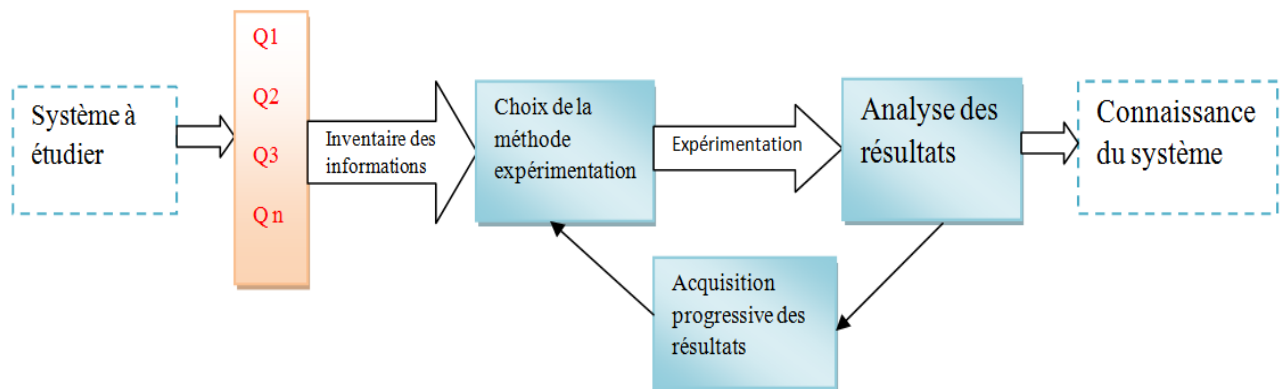 Système à
étudier
Q1
Q2
Q3
Q n
Inventaire des
informations
Choix de la
méthode
expérimentation
Expérimentation
Analyse des
résultats
Connaissance
du système
Acquisition
progressive des
résultats